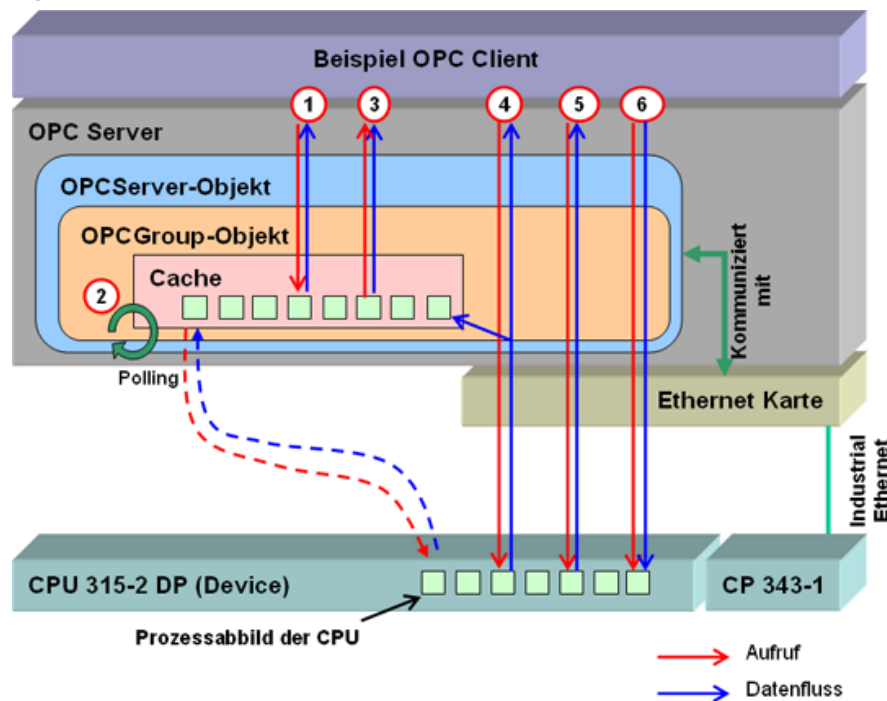 Beispiel OPC Client
1
3
4
5
6
OPC Server
OPCServer-Objekt
OPCGroup-Objekt
Cache
2
Polling
Kommuniziert
mit
Ethernet Karte
Industrial
Ethernet
CPU 315-2 DP (Device)
CP 343-1
Prozessabbild der CPU
Aufruf
Datenfluss